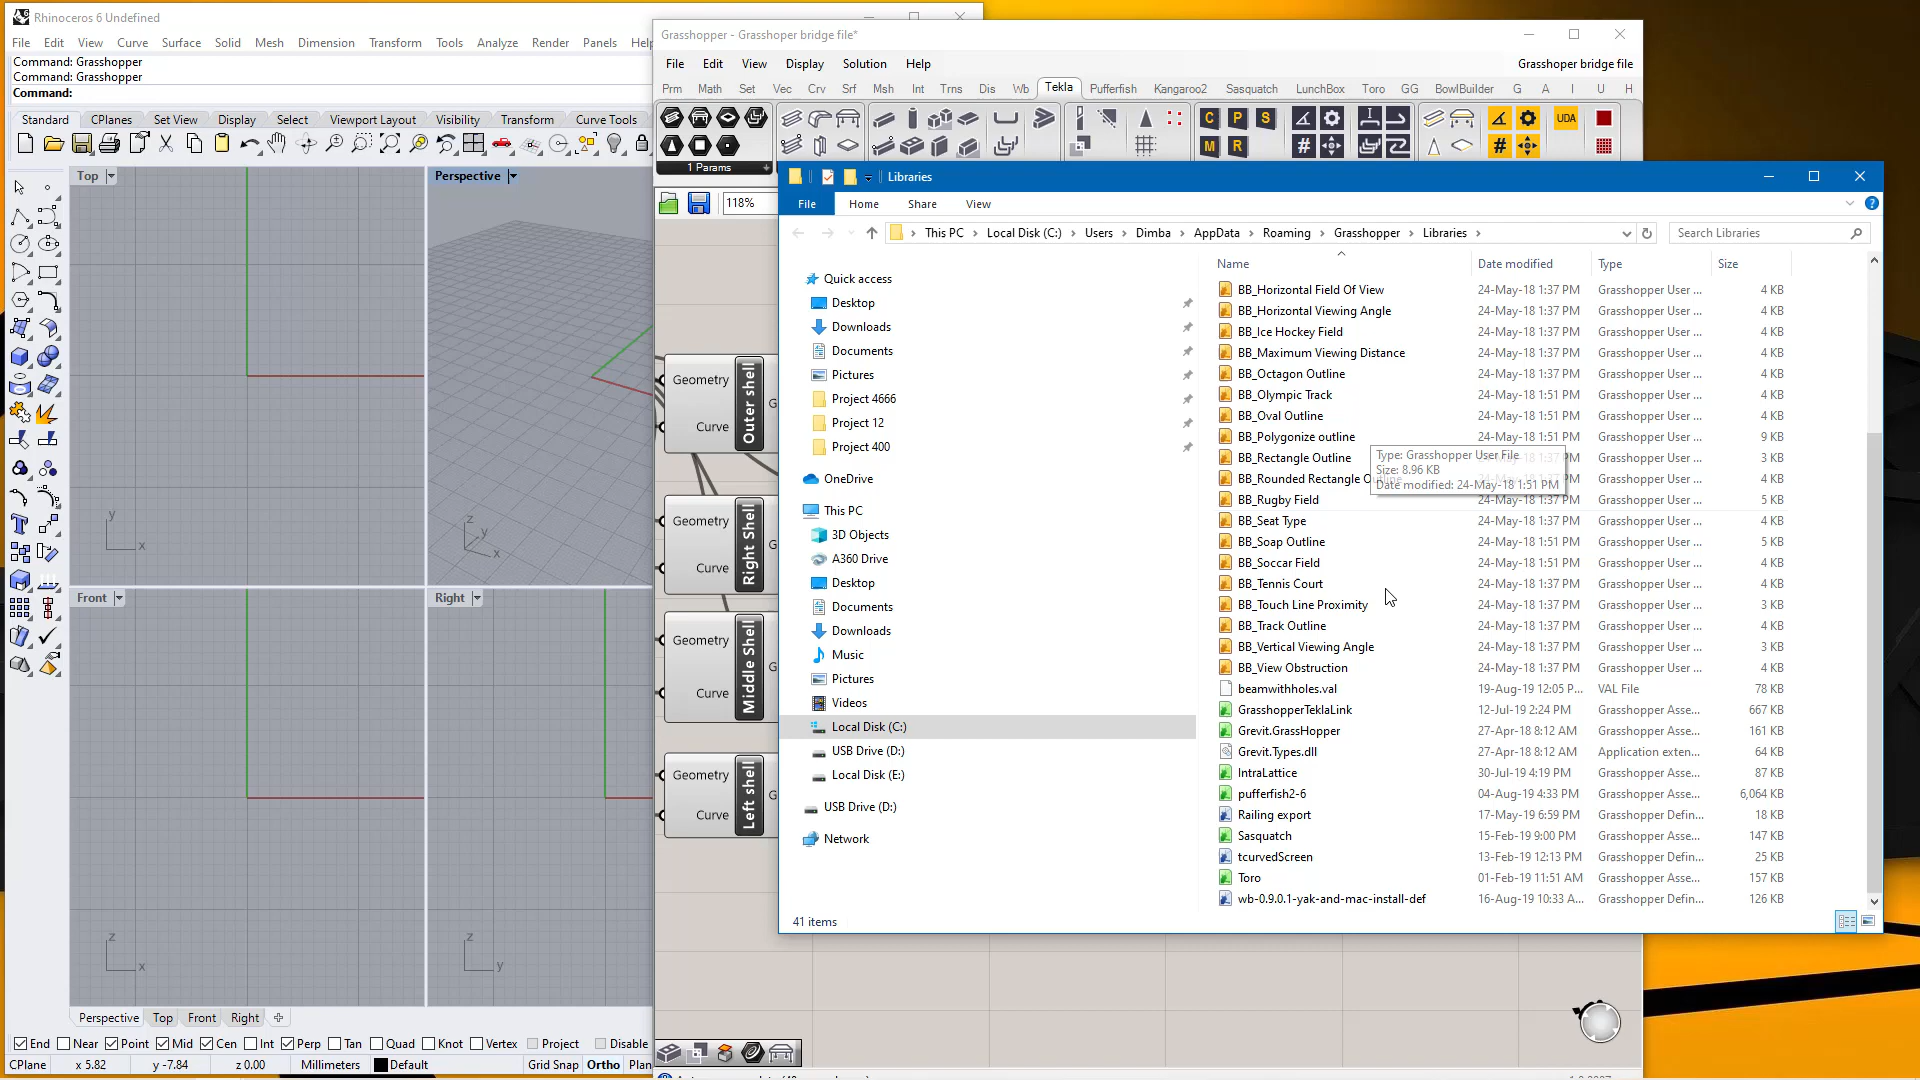 Rhinoceros 6 Undefined
File Edit View Curve Surface Solid Mesh Dimension Transform Tools Analyze Render Panels Help
Command: Grasshopper
Command: Grasshopper
Command:
Standard CPlanes Set View Display Select Viewport Layout Visibility Transform Curve Tools
Top
Perspective
Front
Right
Perspective Top Front Right
End Near Point Mid Cen Int Perp Tan Quad Knot Vertex Project Disable
CPlane x 5.82 y -7.84 z 0.00 Millimeters Default Grid Snap Ortho Plan
Grasshopper - Grasshoper bridge file*
File Edit View Display Solution Help Grasshoper bridge file
Prm Math Set Vec Crv Srf Msh Int Trns Dis Wb Tekla Pufferfish Kangaroo2 Sasquatch LunchBox Toro GG BowlBuilder G A I U H
C P S UDA
M R # #
1 Params
118%
Geometry
Curve
Outer shell
Geometry
Curve
Right Shell
Geometry
Curve
Middle Shell
Geometry
Curve
Left shell
Libraries
File Home Share View
This PC Local Disk (C:) Users Dimba AppData Roaming Grasshopper Libraries
Search Libraries
Quick access
Desktop
Downloads
Documents
Pictures
Project 4666
Project 12
Project 400
OneDrive
This PC
3D Objects
A360 Drive
Desktop
Documents
Downloads
Music
Pictures
Videos
Local Disk (C:)
USB Drive (D:)
Local Disk (E:)
USB Drive (D:)
Network
Name Date modified Type Size
BB_Horizontal Field Of View 24-May-18 1:37 PM Grasshopper User ... 4 KB
BB_Horizontal Viewing Angle 24-May-18 1:37 PM Grasshopper User ... 4 KB
BB_Ice Hockey Field 24-May-18 1:37 PM Grasshopper User ... 4 KB
BB_Maximum Viewing Distance 24-May-18 1:37 PM Grasshopper User ... 4 KB
BB_Octagon Outline 24-May-18 1:37 PM Grasshopper User ... 4 KB
BB_Olympic Track 24-May-18 1:51 PM Grasshopper User ... 4 KB
BB_Oval Outline 24-May-18 1:51 PM Grasshopper User ... 4 KB
BB_Polygonize outline 24-May-18 1:51 PM Grasshopper User ... 9 KB
BB_Rectangle Outline Grasshopper User ... 3 KB
BB_Rounded Rectangle Grasshopper User ... 4 KB
Type: Grasshopper User File
Size: 8.96 KB
Date modified: 24-May-18 1:51 PM
BB_Rugby Field 24-May-18 1:37 PM Grasshopper User ... 4 KB
BB_Seat Type 24-May-18 1:37 PM Grasshopper User ... 4 KB
BB_Soap Outline 24-May-18 1:51 PM Grasshopper User ... 5 KB
BB_Soccar Field 24-May-18 1:51 PM Grasshopper User ... 4 KB
BB_Tennis Court 24-May-18 1:37 PM Grasshopper User ... 4 KB
BB_Touch Line Proximity 24-May-18 1:37 PM Grasshopper User ... 3 KB
BB_Track Outline 24-May-18 1:37 PM Grasshopper User ... 4 KB
BB_Vertical Viewing Angle 24-May-18 1:37 PM Grasshopper User ... 3 KB
BB_View Obstruction 24-May-18 1:37 PM Grasshopper User ... 4 KB
beamwithholes.val 19-Aug-19 12:05 P... VAL File 78 KB
GrasshopperTeklaLink 12-Jul-19 2:24 PM Grasshopper Asse... 667 KB
Grevit.GrassHopper 27-Apr-18 8:12 AM Grasshopper Asse... 161 KB
Grevit.Types.dll 27-Apr-18 8:12 AM Application exten... 64 KB
IntraLattice 30-Jul-19 4:19 PM Grasshopper Asse... 87 KB
pufferfish2-6 04-Aug-19 4:33 PM Grasshopper Asse... 6,064 KB
Railing export 17-May-19 6:59 PM Grasshopper Defin... 18 KB
Sasquatch 15-Feb-19 9:00 PM Grasshopper Asse... 147 KB
tcurvedScreen 13-Feb-19 12:13 PM Grasshopper Defin... 25 KB
Toro 01-Feb-19 11:51 AM Grasshopper Asse... 157 KB
wb-0.9.0.1-yak-and-mac-install-def 16-Aug-19 10:33 A... Grasshopper Defin... 126 KB
41 items